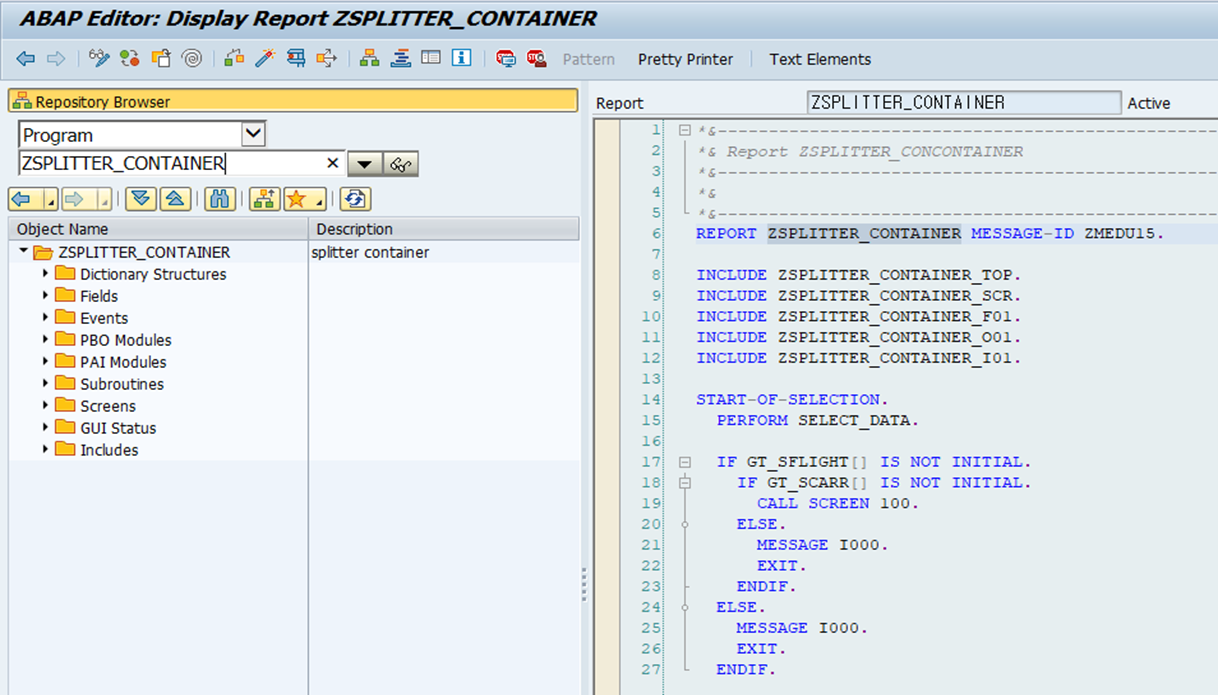 ABAP Editor: Display Report ZSPLITTER_CONTAINER
Pattern Pretty Printer Text Elements
Repository Browser
Program
ZSPLITTER_CONTAINER
Object Name Description
ZSPLITTER_CONTAINER splitter container
Dictionary Structures
Fields
Events
PBO Modules
PAI Modules
Subroutines
Screens
GUI Status
Includes
Report ZSPLITTER_CONTAINER Active
1 *&---------------------------------------------------------------------
2 *& Report ZSPLITTER_CONCONTAINER
3 *&---------------------------------------------------------------------
4 *&
5 *&---------------------------------------------------------------------
6 REPORT ZSPLITTER_CONTAINER MESSAGE-ID ZMEDU15.
7
8 INCLUDE ZSPLITTER_CONTAINER_TOP.
9 INCLUDE ZSPLITTER_CONTAINER_SCR.
10 INCLUDE ZSPLITTER_CONTAINER_F01.
11 INCLUDE ZSPLITTER_CONTAINER_O01.
12 INCLUDE ZSPLITTER_CONTAINER_I01.
13
14 START-OF-SELECTION.
15 PERFORM SELECT_DATA.
16
17 IF GT_SFLIGHT[] IS NOT INITIAL.
18 IF GT_SCARR[] IS NOT INITIAL.
19 CALL SCREEN 100.
20 ELSE.
21 MESSAGE I000.
22 EXIT.
23 ENDIF.
24 ELSE.
25 MESSAGE I000.
26 EXIT.
27 ENDIF.